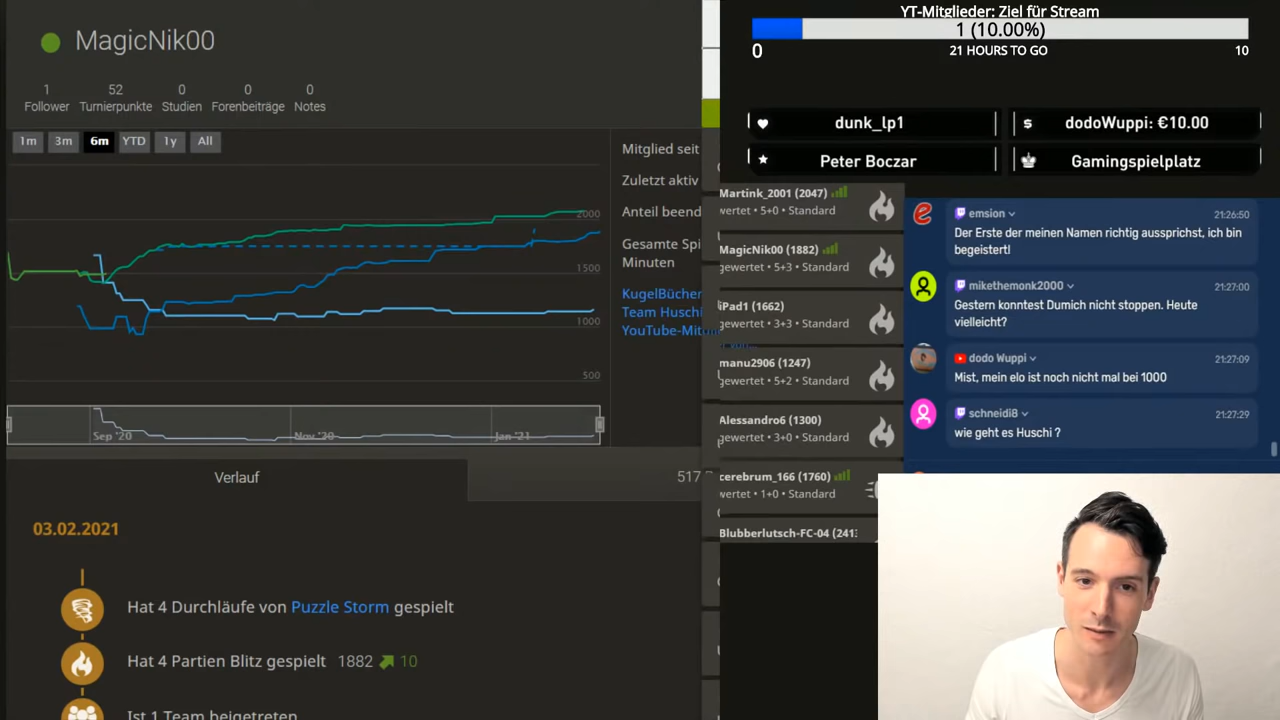 MagicNik00
1 52 0 0 0
Follower Turnierpunkte Studien Forenbeiträge Notes
1m 3m 6m YTD 1y All
2000
1500
1000
500
Sep '20 Nov '20 Jan '21
Mitglied seit
Zuletzt aktiv
Anteil beend
Gesamte Spi
Minuten
KugelBücher
Team Huschi
YouTube-Mitg
Verlauf
517
03.02.2021
Hat 4 Durchläufe von Puzzle Storm gespielt
Hat 4 Partien Blitz gespielt 1882 10
Ist 1 Team beigetreten
YT-Mitglieder: Ziel für Stream
1 (10.00%)
0 21 HOURS TO GO 10
dunk_lp1 $ dodoWuppi: €10.00
Peter Boczar Gamingspielplatz
Martink_2001 (2047)
wertet • 5+0 • Standard
MagicNik00 (1882)
gewertet • 5+3 • Standard
iPad1 (1662)
gewertet • 3+3 • Standard
manu2906 (1247)
gewertet • 5+2 • Standard
Alessandro6 (1300)
gewertet • 3+0 • Standard
cerebrum_166 (1760)
wertet • 1+0 • Standard
Blubberlutsch-FC-04 (241
emsion 21:26:50
Der Erste der meinen Namen richtig ausspricht, ich bin
begeistert!
mikethemonk2000 21:27:00
Gestern konntest Dumich nicht stoppen. Heute
vielleicht?
dodo Wuppi 21:27:09
Mist, mein elo ist noch nicht mal bei 1000
schneidi8 21:27:29
wie geht es Huschi ?